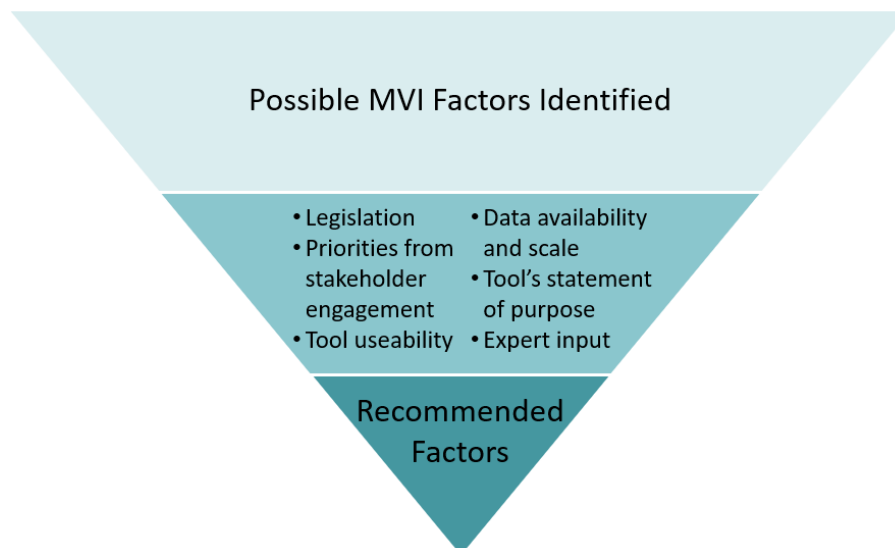 Possible MVI Factors Identified
• Legislation
• Priorities from
stakeholder
engagement
• Tool useability
• Data availability
and scale
• Tool’s statement
of purpose
• Expert input
Recommended
Factors